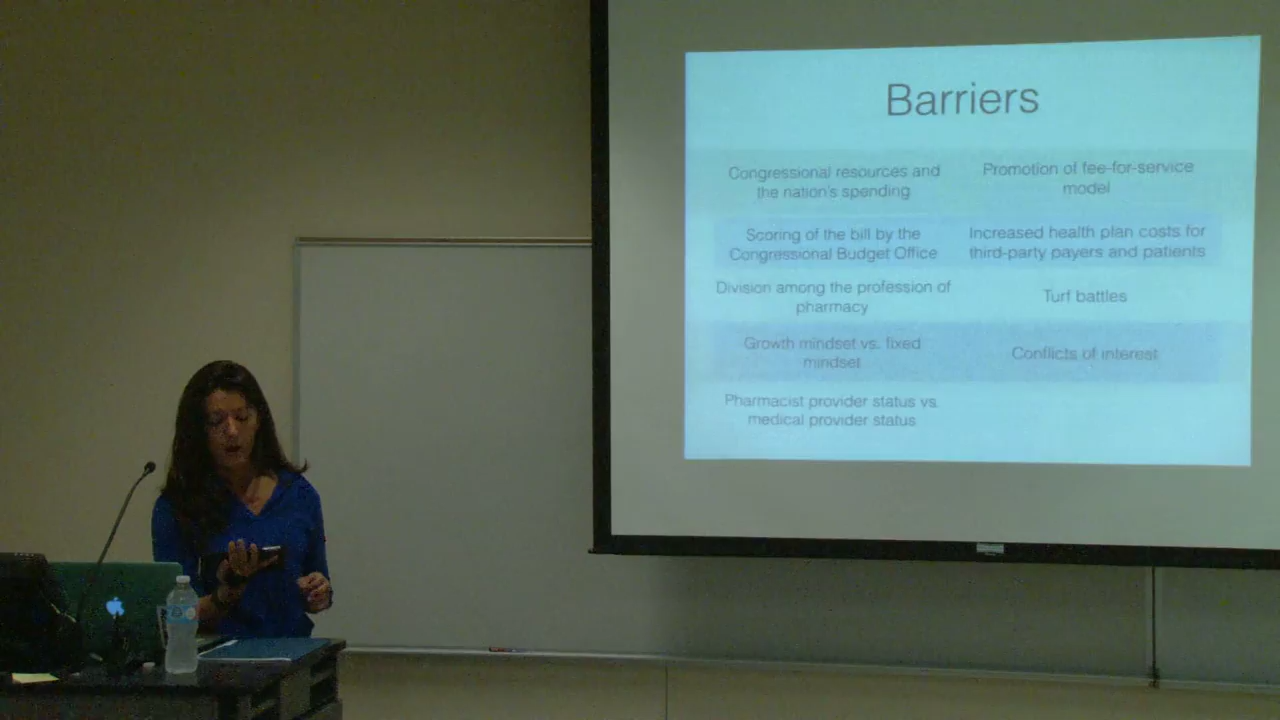 Barriers
Congressional resources and
the nation's spending
Promotion of fee-for-service
model
Scoring of the bill by the
Congressional Budget Office
Increased health plan costs for
third-party payers and patients
Division among the profession of
pharmacy
Turf battles
Growth mindset vs. fixed
mindset
Conflicts of interest
Pharmacist provider status vs.
medical provider status